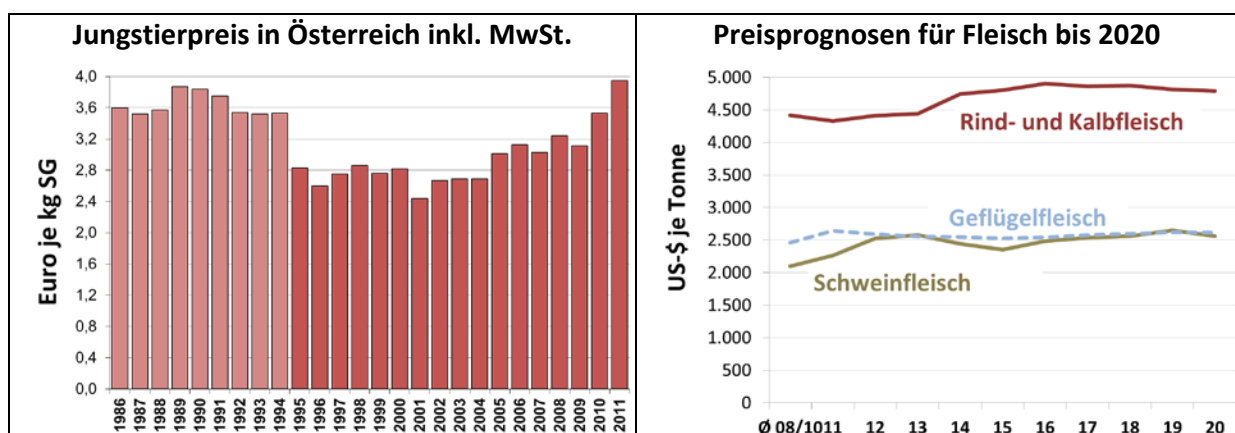 Jungstierpreis in Österreich inkl. MwSt.
Euro je kg SG
4,0
3,6
3,2
2,8
2,4
2,0
1,6
1,2
0,8
0,4
0,0
1986 1987 1988 1989 1990 1991 1992 1993 1994 1995 1996 1997 1998 1999 2000 2001 2002 2003 2004 2005 2006 2007 2008 2009 2010 2011
Preisprognosen für Fleisch bis 2020
US-$ je Tonne
5.000
4.500
4.000
3.500
3.000
2.500
2.000
1.500
1.000
500
0
Rind- und Kalbfleisch
Geflügelfleisch
Schweinfleisch
Ø 08/1011 12 13 14 15 16 17 18 19 20